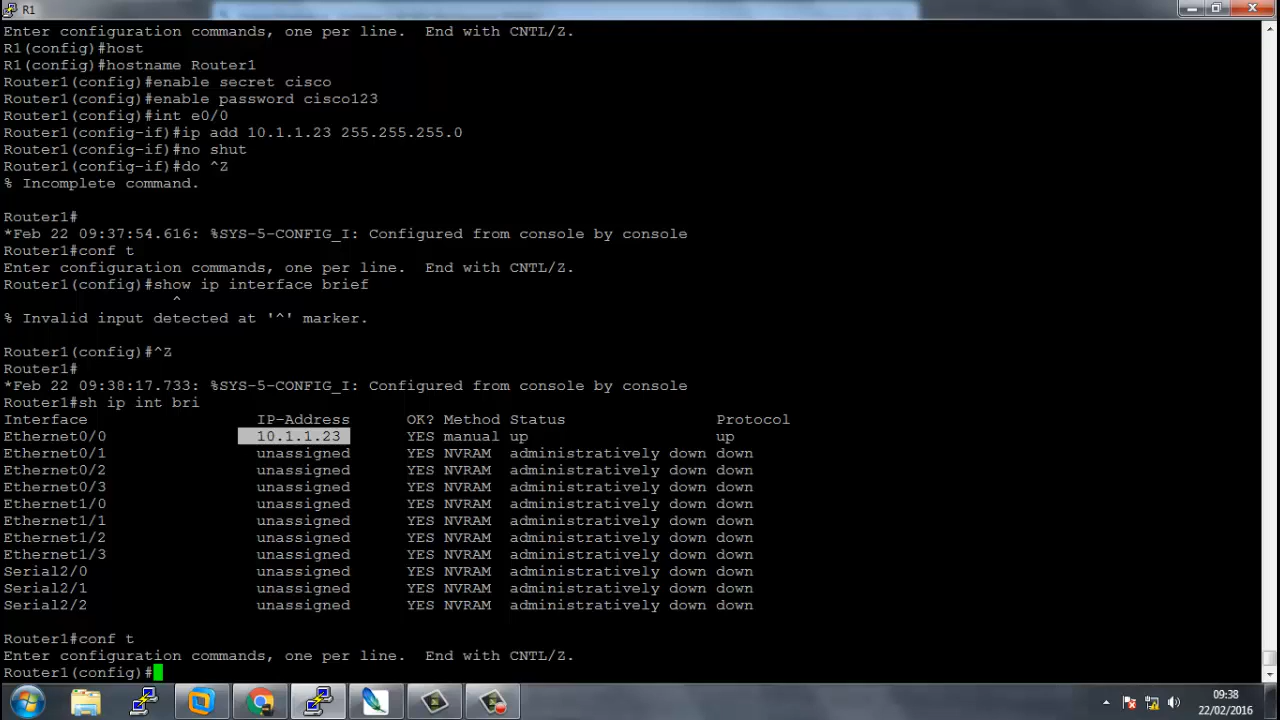 R1
Enter configuration commands, one per line.  End with CNTL/Z.
R1(config)#host
R1(config)#hostname Router1
Router1(config)#enable secret cisco
Router1(config)#enable password cisco123
Router1(config)#int e0/0
Router1(config-if)#ip add 10.1.1.23 255.255.255.0
Router1(config-if)#no shut
Router1(config-if)#do ^Z
% Incomplete command.
Router1#
*Feb 22 09:37:54.616: %SYS-5-CONFIG_I: Configured from console by console
Router1#conf t
Enter configuration commands, one per line.  End with CNTL/Z.
Router1(config)#show ip interface brief
^
% Invalid input detected at '^' marker.
Router1(config)#^Z
Router1#
*Feb 22 09:38:17.733: %SYS-5-CONFIG_I: Configured from console by console
Router1#sh ip int bri
Interface IP-Address OK? Method Status Protocol
Ethernet0/0 10.1.1.23 YES manual up up
Ethernet0/1 unassigned YES NVRAM administratively down down
Ethernet0/2 unassigned YES NVRAM administratively down down
Ethernet0/3 unassigned YES NVRAM administratively down down
Ethernet1/0 unassigned YES NVRAM administratively down down
Ethernet1/1 unassigned YES NVRAM administratively down down
Ethernet1/2 unassigned YES NVRAM administratively down down
Ethernet1/3 unassigned YES NVRAM administratively down down
Serial2/0 unassigned YES NVRAM administratively down down
Serial2/1 unassigned YES NVRAM administratively down down
Serial2/2 unassigned YES NVRAM administratively down down
Router1#conf t
Enter configuration commands, one per line.  End with CNTL/Z.
Router1(config)#
09:38
22/02/2016